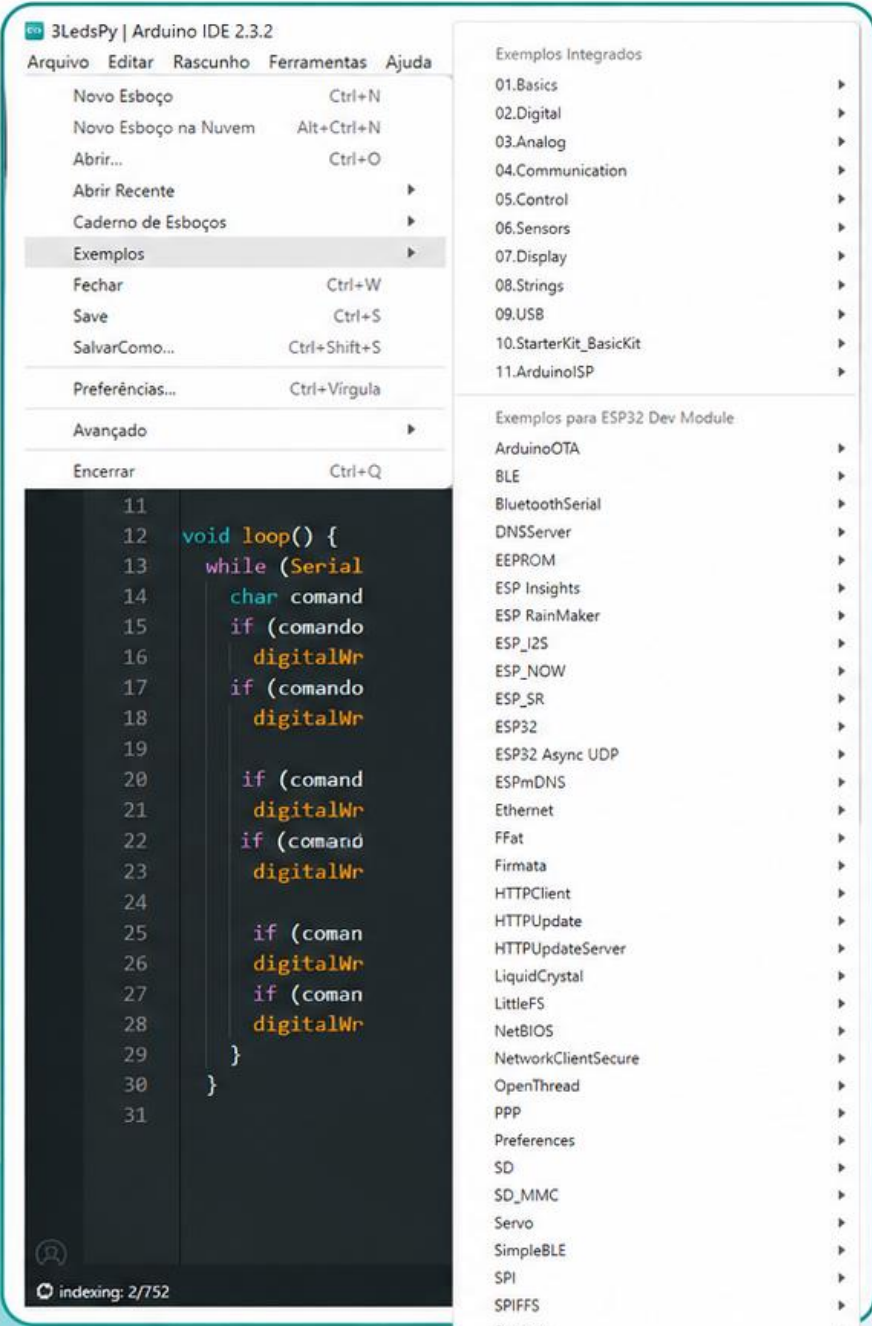 3LedsPy | Arduino IDE 2.3.2
Arquivo Editar Rascunho Ferramentas Ajuda
Novo Esboço Ctrl+N
Novo Esboço na Nuvem Alt+Ctrl+N
Abrir... Ctrl+O
Abrir Recente
Caderno de Esboços
Exemplos
Fechar Ctrl+W
Save Ctrl+S
SalvarComo... Ctrl+Shift+S
Preferências... Ctrl+Vírgula
Avançado
Encerrar Ctrl+Q
11
12 void loop() {
13 while (Serial
14 char comand
15 if (comando
16 digitalWr
17 if (comando
18 digitalWr
19
20 if (comand
21 digitalWr
22 if (comand
23 digitalWr
24
25 if (coman
26 digitalWr
27 if (coman
28 digitalWr
29 }
30 }
31
indexing: 2/752
Exemplos Integrados
01.Basics
02.Digital
03.Analog
04.Communication
05.Control
06.Sensors
07.Display
08.Strings
09.USB
10.StarterKit_BasicKit
11.ArduinoISP
Exemplos para ESP32 Dev Module
ArduinoOTA
BLE
BluetoothSerial
DNSServer
EEPROM
ESP Insights
ESP RainMaker
ESP_I2S
ESP_NOW
ESP_SR
ESP32
ESP32 Async UDP
ESPmDNS
Ethernet
FFat
Firmata
HTTPClient
HTTPUpdate
HTTPUpdateServer
LiquidCrystal
LittleFS
NetBIOS
NetworkClientSecure
OpenThread
PPP
Preferences
SD
SD_MMC
Servo
SimpleBLE
SPI
SPIFFS